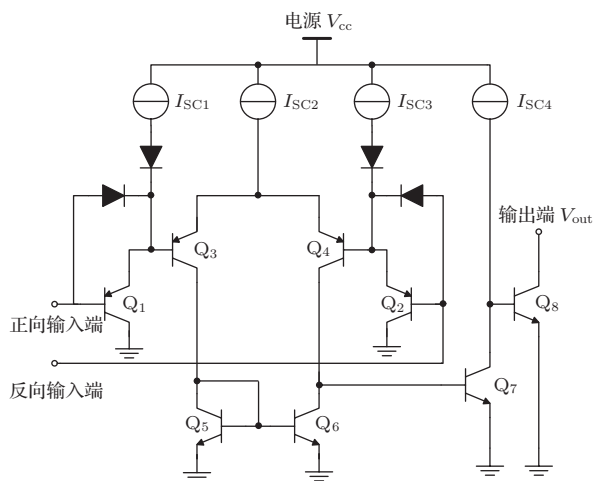 电源 Vcc
ISC1
ISC2
ISC3
ISC4
输出端 Vout
Q3
Q4
Q1
Q2
Q8
正向输入端
反向输入端
Q7
Q5
Q6